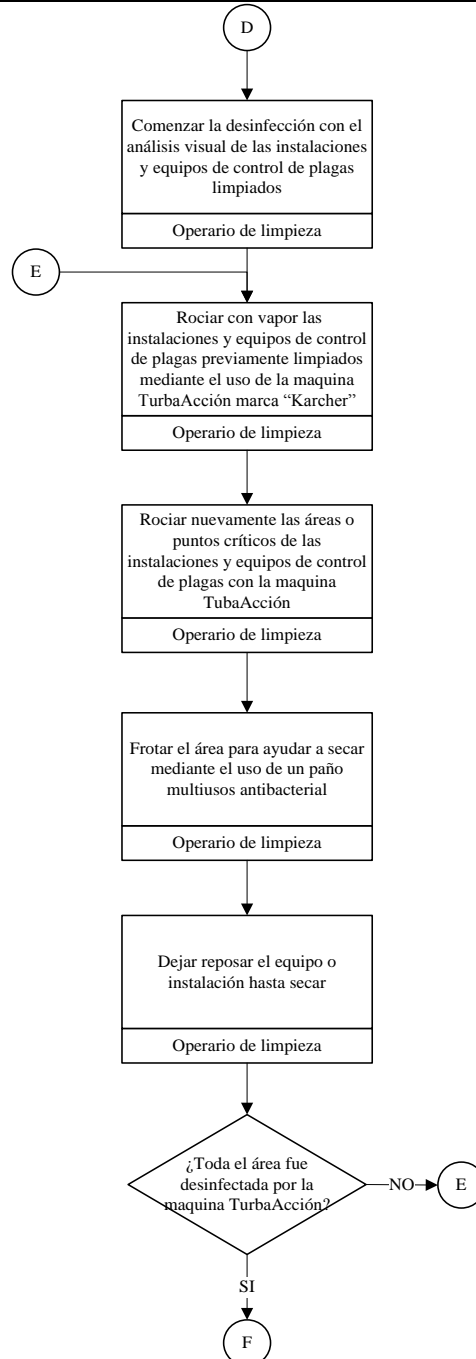 D
Comenzar la desinfección con el
análisis visual de las instalaciones
y equipos de control de plagas
limpiados
Operario de limpieza
E
Rociar con vapor las
instalaciones y equipos de control
de plagas previamente limpiados
mediante el uso de la maquina
TurbaAcción marca “Karcher”
Operario de limpieza
Rociar nuevamente las áreas o
puntos críticos de las
instalaciones y equipos de control
de plagas con la maquina
TubaAcción
Operario de limpieza
Frotar el área para ayudar a secar
mediante el uso de un paño
multiusos antibacterial
Operario de limpieza
Dejar reposar el equipo o
instalación hasta secar
Operario de limpieza
¿Toda el área fue
desinfectada por la
maquina TurbaAcción?
NO
E
SI
F